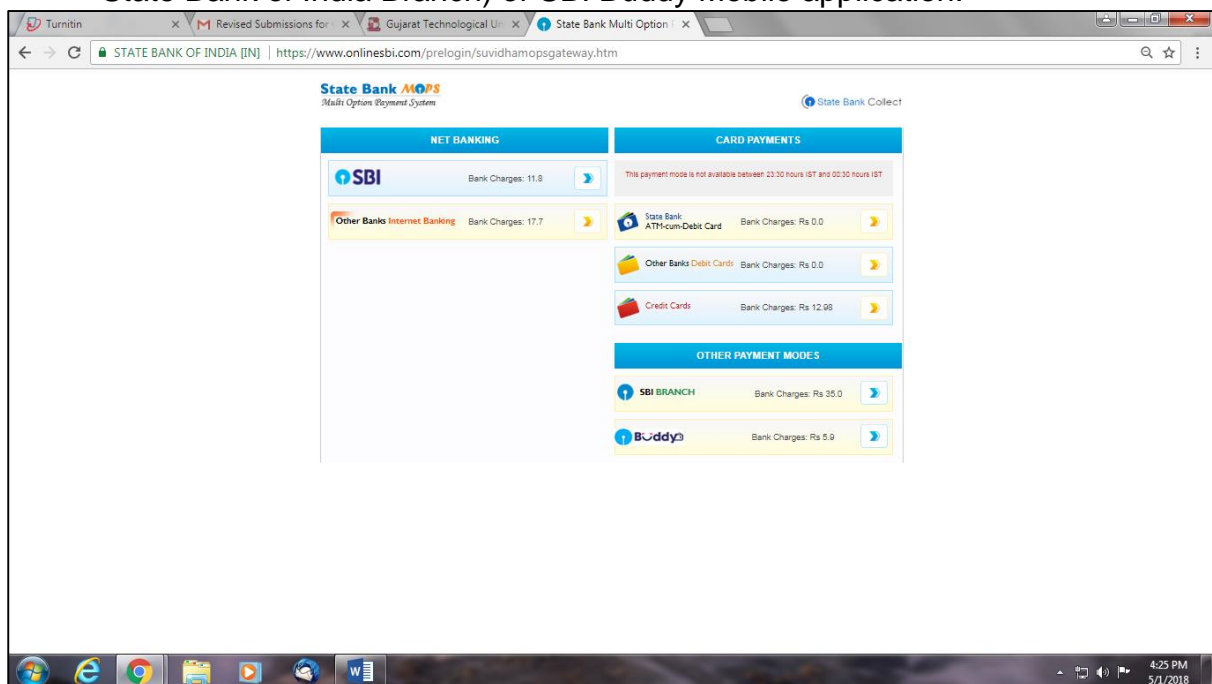 State Bank of India Branch) or SBI Buddy mobile application.
Turnitin
Revised Submissions for
Gujarat Technological Un
State Bank Multi Option
STATE BANK OF INDIA [IN] | https://www.onlinesbi.com/prelogin/suvidhamopsgateway.htm
State Bank MOPS
Multi Option Payment System
State Bank Collect
NET BANKING
SBI Bank Charges: 11.8
Other Banks Internet Banking Bank Charges: 17.7
CARD PAYMENTS
This payment mode is not available between 23:30 hours IST and 00:30 hours IST
State Bank
ATM-cum-Debit Card Bank Charges: Rs 0.0
Other Banks Debit Cards Bank Charges: Rs 0.0
Credit Cards Bank Charges: Rs 12.98
OTHER PAYMENT MODES
SBI BRANCH Bank Charges: Rs 35.0
Buddy Bank Charges: Rs 5.9
4:25 PM
5/1/2018